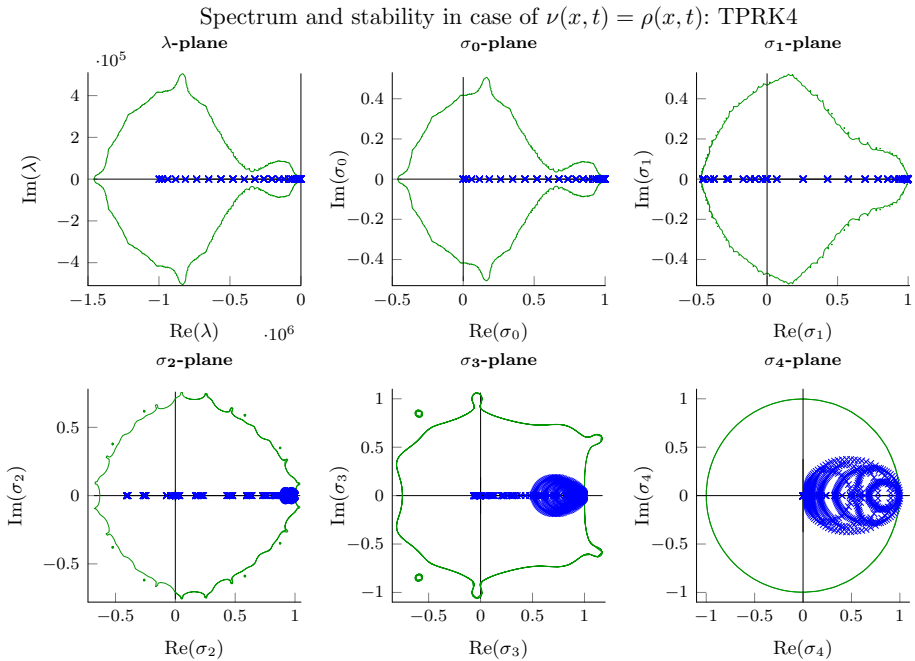 Spectrum and stability in case of ν(x, t) = ρ(x, t): TPRK4
λ-plane
σ0-plane
σ1-plane
·10^5
4
2
0
−2
−4
Im(λ)
−1.5
−1
−0.5
0
Re(λ)
·10^6
0.4
0.2
0
−0.2
−0.4
Im(σ0)
0
0.5
1
Re(σ0)
0.4
0.2
0
−0.2
−0.4
Im(σ1)
0
0.5
1
Re(σ1)
σ2-plane
σ3-plane
σ4-plane
0.5
0
−0.5
Im(σ2)
−0.5
0
0.5
1
Re(σ2)
1
0.5
0
−0.5
−1
Im(σ3)
−0.5
0
0.5
1
Re(σ3)
1
0.5
0
−0.5
−1
Im(σ4)
−1
−0.5
0
0.5
1
Re(σ4)